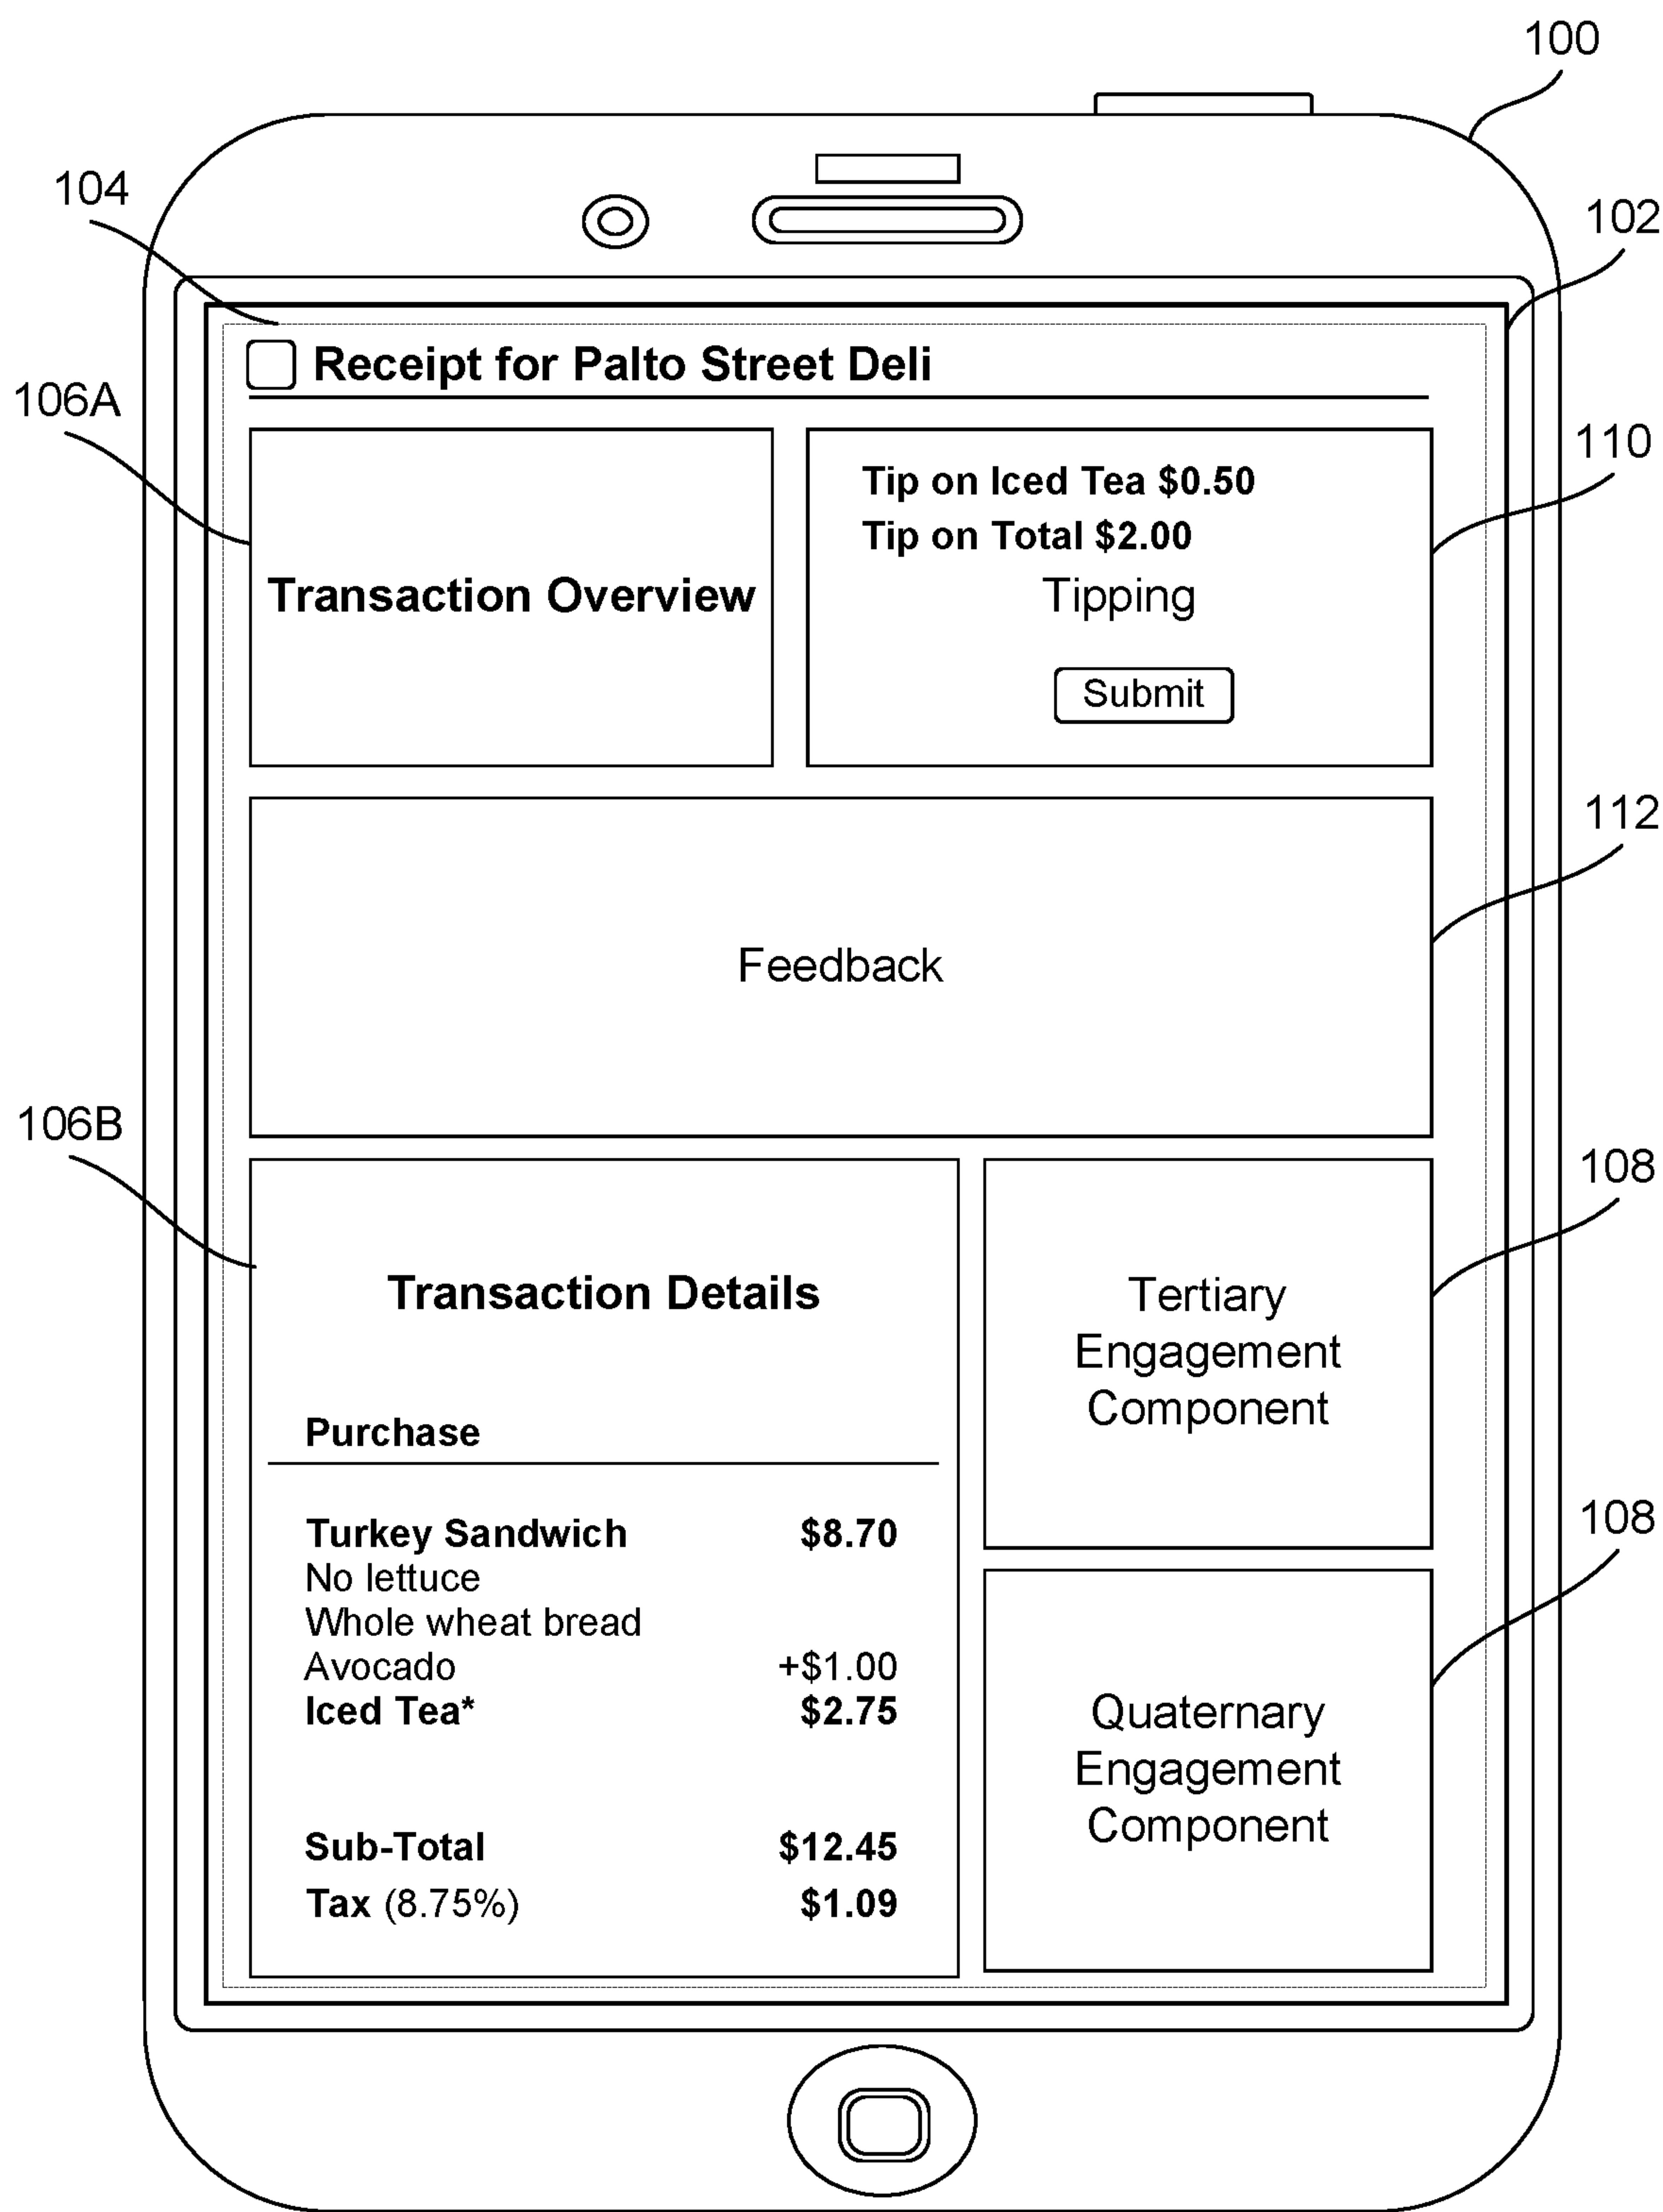 100
104
102
Receipt for Palto Street Deli
106A
110
Tip on Iced Tea $0.50
Tip on Total $2.00
Transaction Overview
Tipping
Submit
112
Feedback
106B
108
Transaction Details
Tertiary
Engagement
Component
Purchase
108
Turkey Sandwich $8.70
No lettuce
Whole wheat bread
Avocado +$1.00
Iced Tea* $2.75
Quaternary
Engagement
Component
Sub-Total $12.45
Tax (8.75%) $1.09